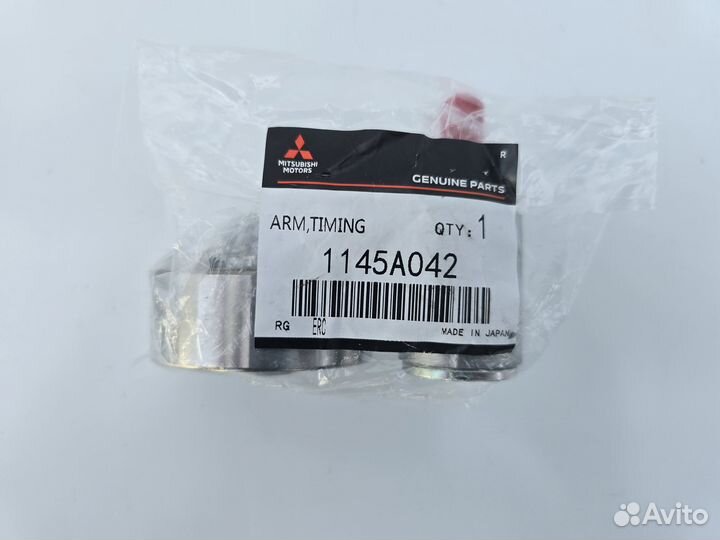 R
MITSUBISHI
MOTORS
GENUINE PARTS
ARM,TIMING QTY: 1
1145A042
RG ERC MADE IN JAPAN
Avito